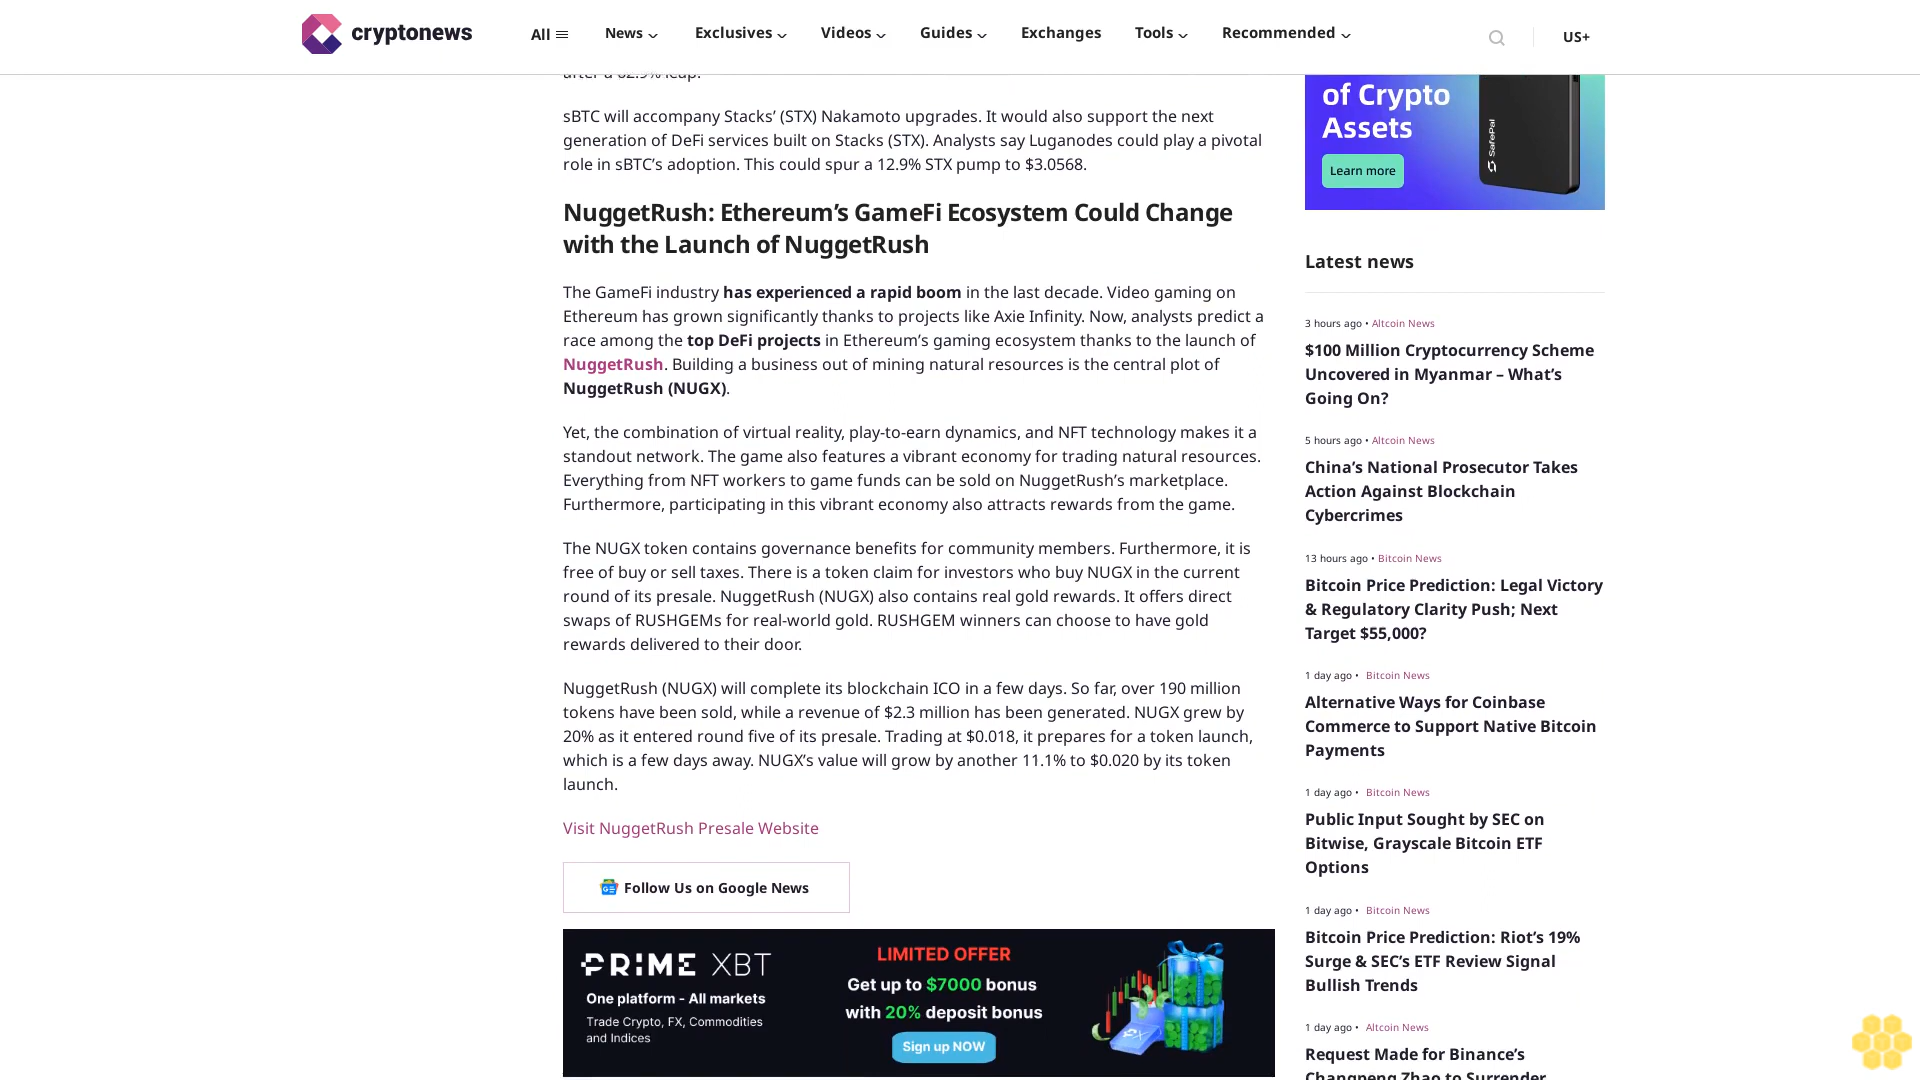 cryptonews
All
News
Exclusives
Videos
Guides
Exchanges
Tools
Recommended
US+
after a 62.9% leap.
sBTC will accompany Stacks’ (STX) Nakamoto upgrades. It would also support the next
generation of DeFi services built on Stacks (STX). Analysts say Luganodes could play a pivotal
role in sBTC’s adoption. This could spur a 12.9% STX pump to $3.0568.
NuggetRush: Ethereum’s GameFi Ecosystem Could Change
with the Launch of NuggetRush
The GameFi industry has experienced a rapid boom in the last decade. Video gaming on
Ethereum has grown significantly thanks to projects like Axie Infinity. Now, analysts predict a
race among the top DeFi projects in Ethereum’s gaming ecosystem thanks to the launch of
NuggetRush. Building a business out of mining natural resources is the central plot of
NuggetRush (NUGX).
Yet, the combination of virtual reality, play-to-earn dynamics, and NFT technology makes it a
standout network. The game also features a vibrant economy for trading natural resources.
Everything from NFT workers to game funds can be sold on NuggetRush’s marketplace.
Furthermore, participating in this vibrant economy also attracts rewards from the game.
The NUGX token contains governance benefits for community members. Furthermore, it is
free of buy or sell taxes. There is a token claim for investors who buy NUGX in the current
round of its presale. NuggetRush (NUGX) also contains real gold rewards. It offers direct
swaps of RUSHGEMs for real-world gold. RUSHGEM winners can choose to have gold
rewards delivered to their door.
NuggetRush (NUGX) will complete its blockchain ICO in a few days. So far, over 190 million
tokens have been sold, while a revenue of $2.3 million has been generated. NUGX grew by
20% as it entered round five of its presale. Trading at $0.018, it prepares for a token launch,
which is a few days away. NUGX’s value will grow by another 11.1% to $0.020 by its token
launch.
Visit NuggetRush Presale Website
Follow Us on Google News
PRIME XBT
One platform - All markets
Trade Crypto, FX, Commodities
and Indices
LIMITED OFFER
Get up to $7000 bonus
with 20% deposit bonus
Sign up NOW
of Crypto
Assets
Learn more
SafePal
Latest news
3 hours ago • Altcoin News
$100 Million Cryptocurrency Scheme
Uncovered in Myanmar – What’s
Going On?
5 hours ago • Altcoin News
China’s National Prosecutor Takes
Action Against Blockchain
Cybercrimes
13 hours ago • Bitcoin News
Bitcoin Price Prediction: Legal Victory
& Regulatory Clarity Push; Next
Target $55,000?
1 day ago • Bitcoin News
Alternative Ways for Coinbase
Commerce to Support Native Bitcoin
Payments
1 day ago • Bitcoin News
Public Input Sought by SEC on
Bitwise, Grayscale Bitcoin ETF
Options
1 day ago • Bitcoin News
Bitcoin Price Prediction: Riot’s 19%
Surge & SEC’s ETF Review Signal
Bullish Trends
1 day ago • Altcoin News
Request Made for Binance’s
Changpeng Zhao to Surrender